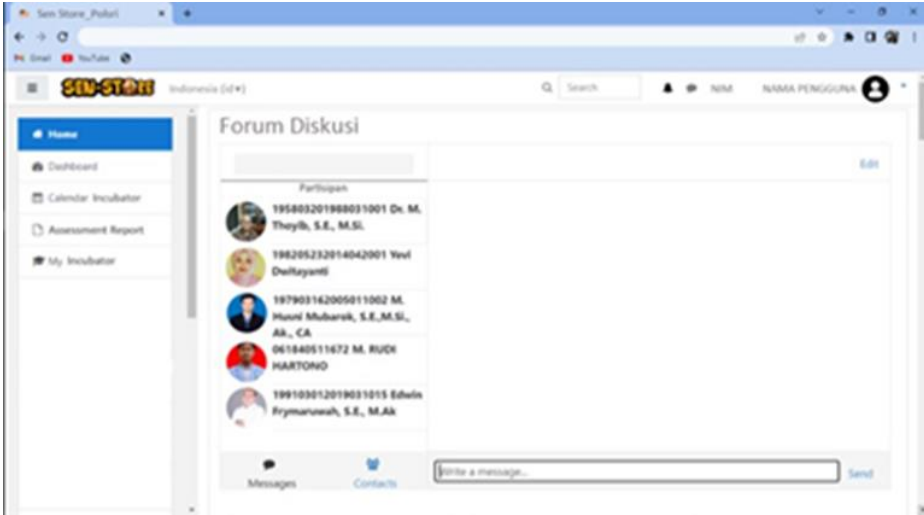 Sen Store_Polsri
Gmail YouTube
SEN-STORE Indonesia (id) Search NIM NAMA PENGGUNA
Home
Dashboard
Calendar Incubator
Assessment Report
My Incubator
Forum Diskusi
Edit
Partisipan
195803201988031001 Dr. M.
Thoyib, S.E., M.Si.
198205232014042001 Yevi
Dwitayanti
197903162005011002 M.
Husni Mubarok, S.E.,M.Si.,
Ak., CA
061840511672 M. RUDI
HARTONO
199103012019031015 Edwin
Frymaruwah, S.E., M.Ak
Messages
Contacts
Write a message...
Send